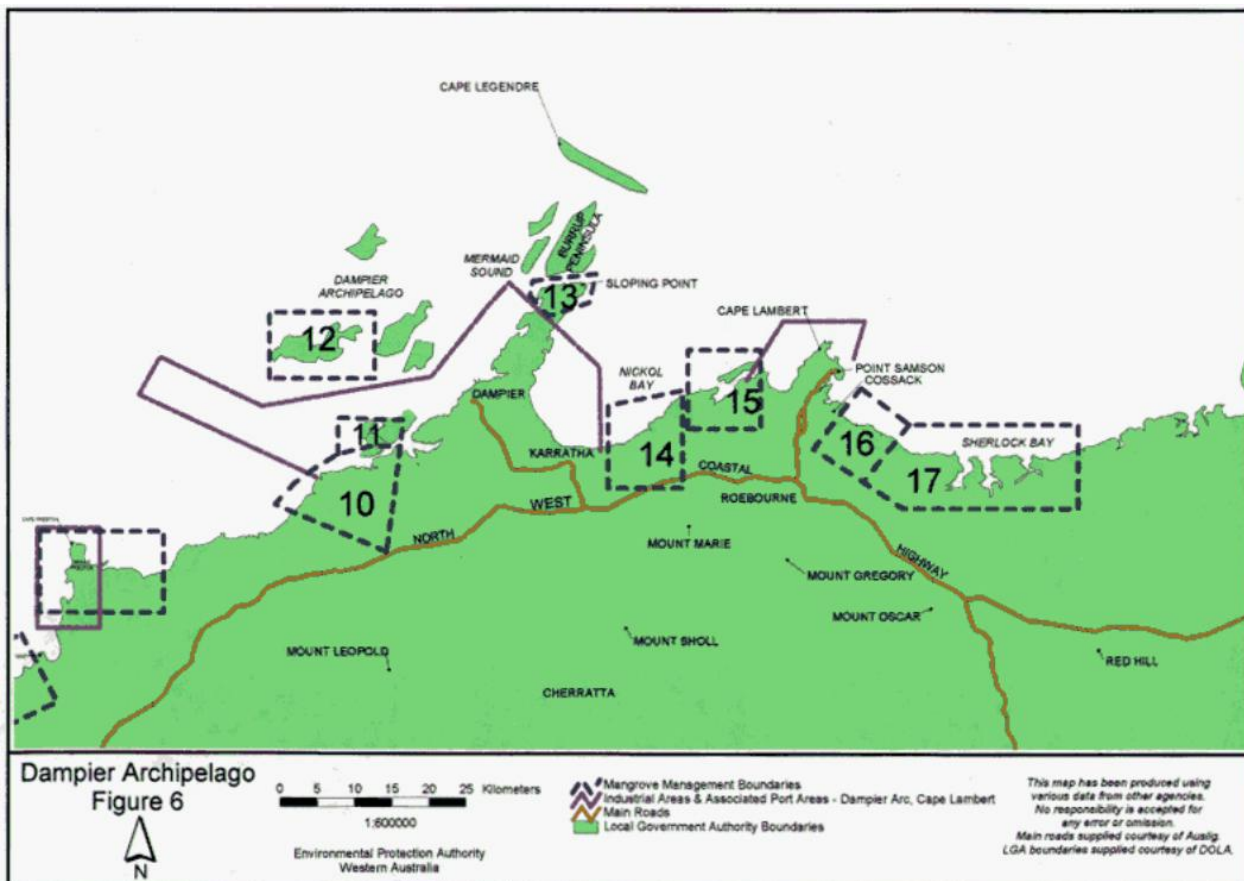 CAPE LEGENDRE
BURRUP
PENINSULA
MERMAID
SOUND
DAMPIER
ARCHIPELAGO
13
SLOPING POINT
12
CAPE LAMBERT
NICKOL
BAY
POINT SAMSON
COSSACK
DAMPIER
15
11
KARRATHA
14
16
SHERLOCK BAY
17
COASTAL
10
WEST
ROEBOURNE
NORTH
MOUNT MARIE
HIGHWAY
MOUNT GREGORY
MOUNT OSCAR
MOUNT SHOLL
MOUNT LEOPOLD
RED HILL
CHERRATTA
Dampier Archipelago
Figure 6
N
0 5 10 15 20 25 Kilometers
1:600000
Environmental Protection Authority
Western Australia
Mangrove Management Boundaries
Industrial Areas & Associated Port Areas - Dampier Arc, Cape Lambert
Main Roads
Local Government Authority Boundaries
This map has been produced using
various data from other agencies.
No responsibility is accepted for
any error or omission.
Main roads supplied courtesy of Auslig.
LGA boundaries supplied courtesy of DOLA.